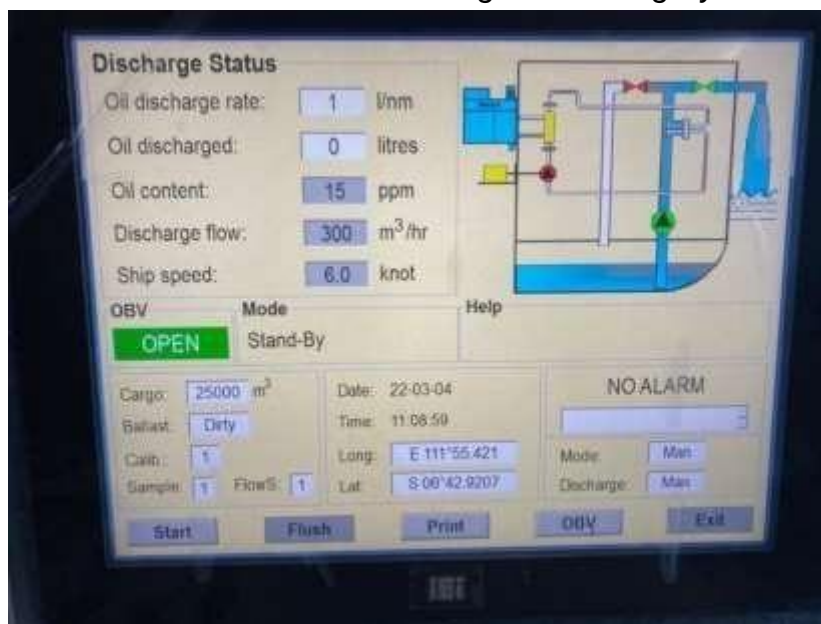 Discharge Status
Oil discharge rate: 1 l/nm
Oil discharged: 0 litres
Oil content: 15 ppm
Discharge flow: 300 m³/hr
Ship speed: 6.0 knot
OBV Mode Help
OPEN Stand-By
Cargo: 25000 m³ Date: 22-03-04 NO ALARM
Ballast: Dirty Time: 11:08:59
Calib.: 1 Long: E 111°55.421 Mode: Man
Sample: 1 FlowS: 1 Lat: S 06°42.9207 Discharge: Man
Start Flush Print OBV Exit